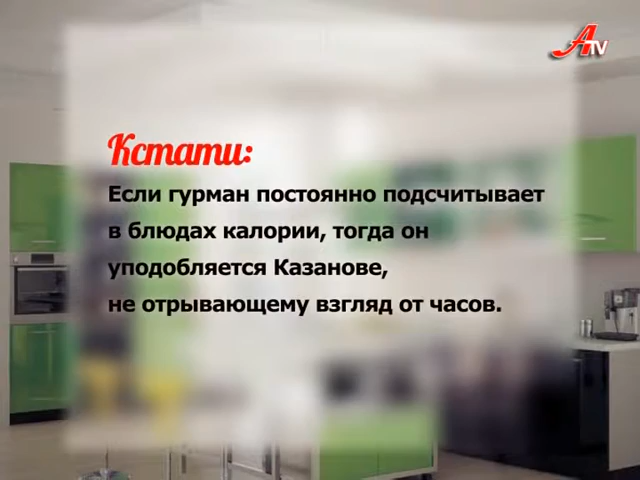 ATV
Кстати:
Если гурман постоянно подсчитывает
в блюдах калории, тогда он
уподобляется Казанове,
не отрывающему взгляд от часов.